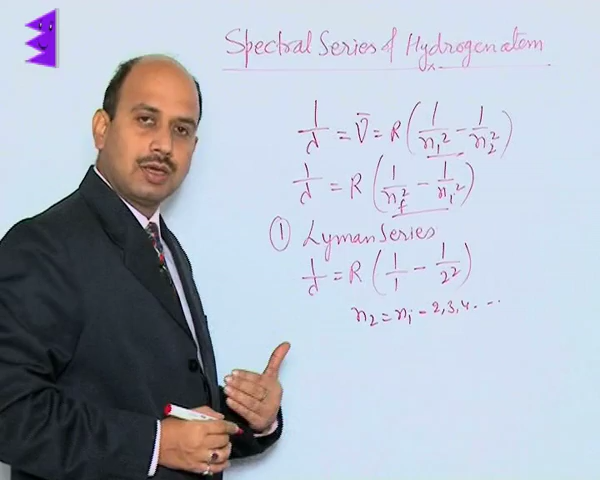 Spectral Series of Hydrogen atom
1/λ = ν̄ = R (1/n₁² − 1/n₂²)
1/λ = R (1/n_f² − 1/n_i²)
① Lyman Series
1/λ = R (1/1 − 1/2²)
n₂ = n_i − 2,3,4. ...